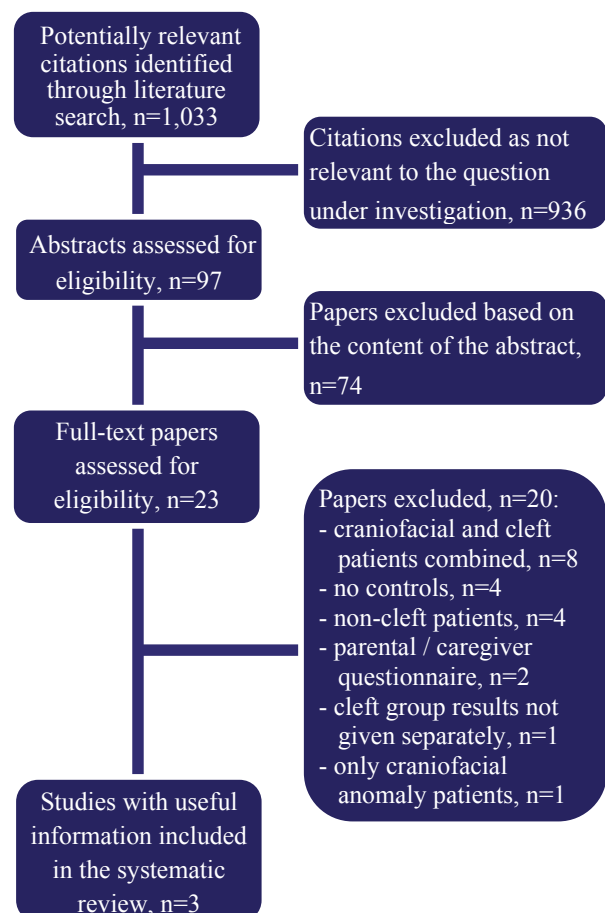 Potentially relevant
citations identified
through literature
search, n=1,033
Citations excluded as not
relevant to the question
under investigation, n=936
Abstracts assessed for
eligibility, n=97
Papers excluded based on
the content of the abstract,
n=74
Full-text papers
assessed for
eligibility, n=23
Papers excluded, n=20:
- craniofacial and cleft
patients combined, n=8
- no controls, n=4
- non-cleft patients, n=4
- parental / caregiver
questionnaire, n=2
- cleft group results not
given separately, n=1
- only craniofacial
anomaly patients, n=1
Studies with useful
information included
in the systematic
review, n=3